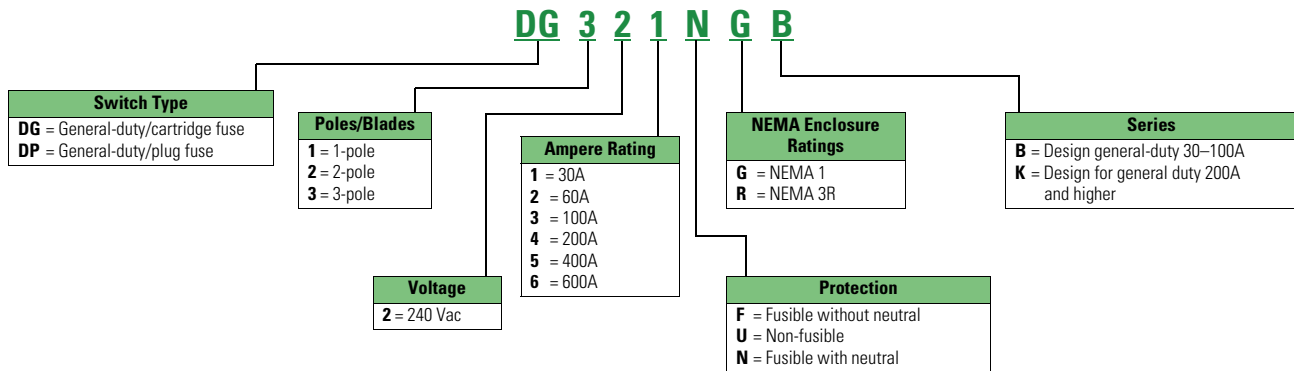 DG 3 2 1 N G B
Switch Type
DG = General-duty/cartridge fuse
DP = General-duty/plug fuse
Poles/Blades
1 = 1-pole
2 = 2-pole
3 = 3-pole
Voltage
2 = 240 Vac
Ampere Rating
1 = 30A
2 = 60A
3 = 100A
4 = 200A
5 = 400A
6 = 600A
NEMA Enclosure
Ratings
G = NEMA 1
R = NEMA 3R
Protection
F = Fusible without neutral
U = Non-fusible
N = Fusible with neutral
Series
B = Design general-duty 30–100A
K = Design for general duty 200A
and higher